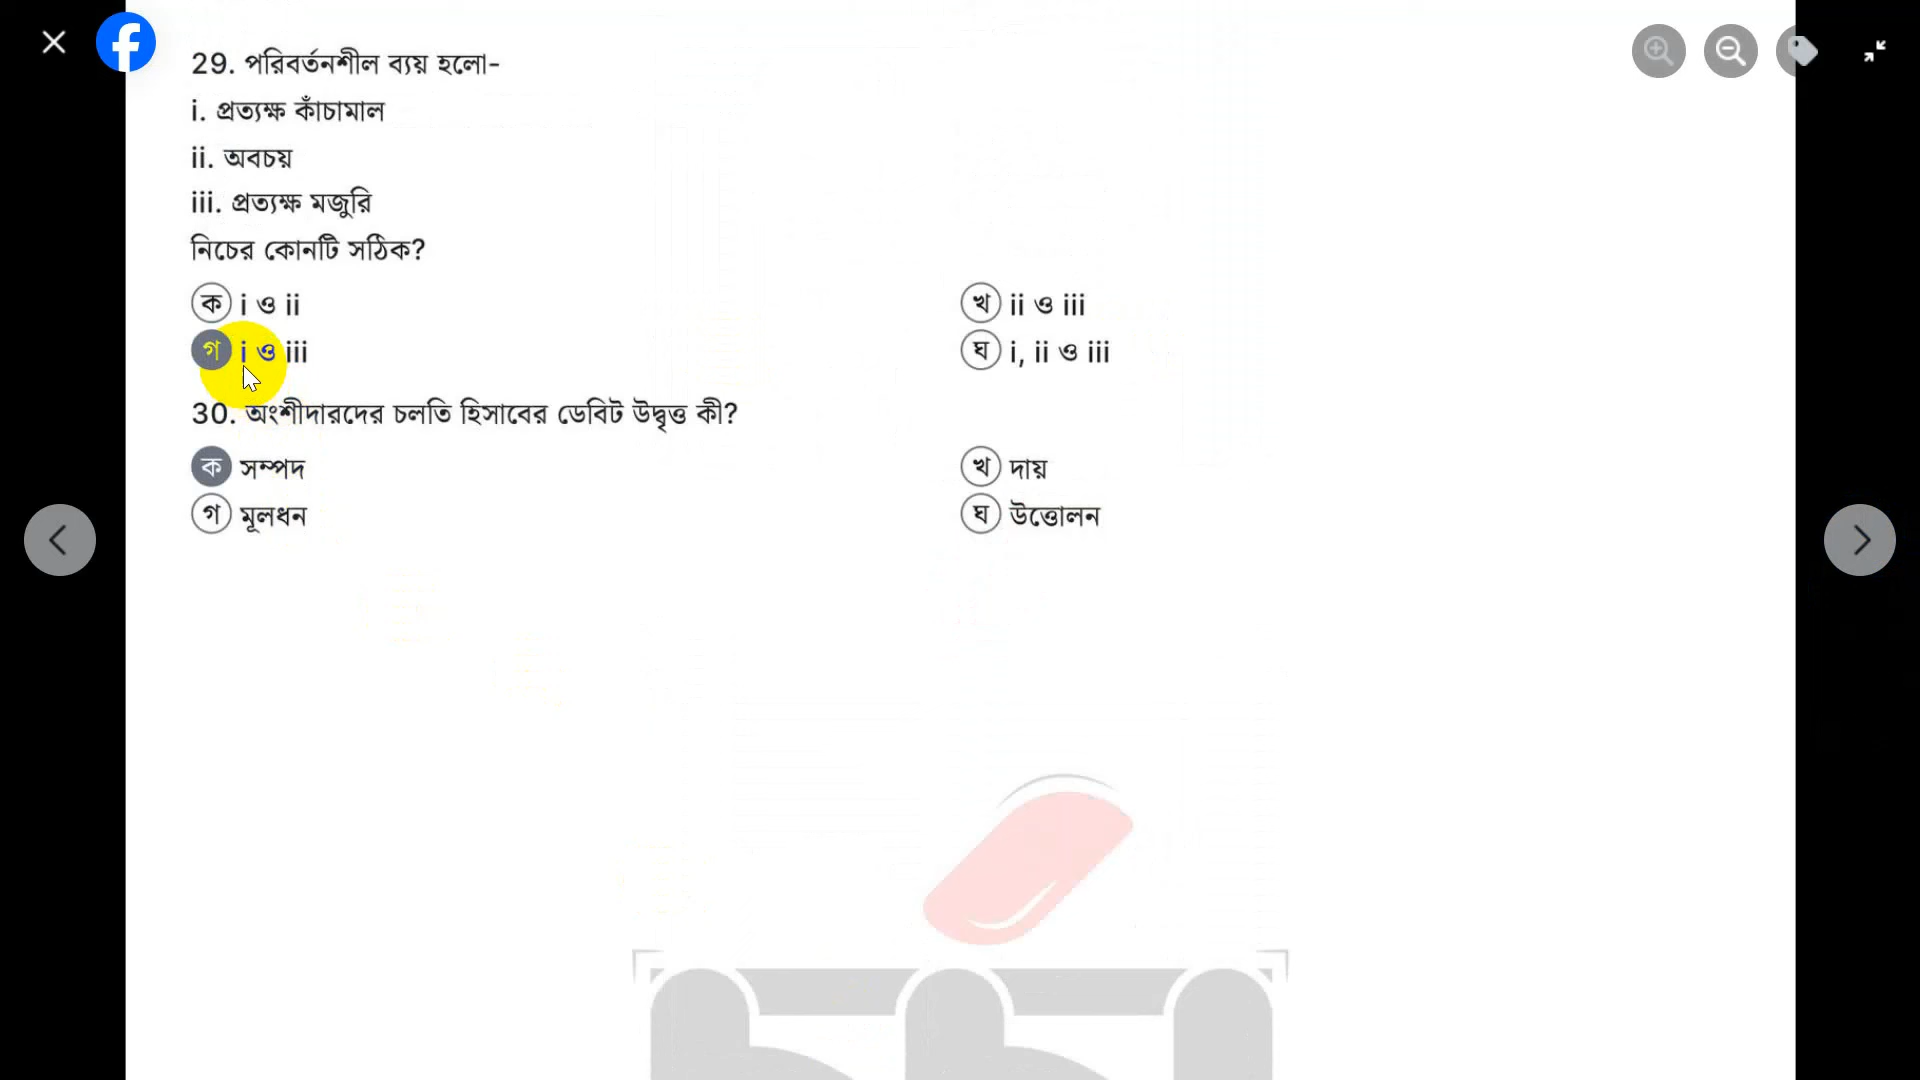 29. পরিবর্তনশীল ব্যয় হলো-
i. প্রত্যক্ষ কাঁচামাল
ii. অবচয়
iii. প্রত্যক্ষ মজুরি
নিচের কোনটি সঠিক?
ক i ও ii
খ ii ও iii
গ i ও iii
ঘ i, ii ও iii
30. অংশীদারদের চলতি হিসাবের ডেবিট উদ্বৃত্ত কী?
ক সম্পদ
খ দায়
গ মূলধন
ঘ উত্তোলন